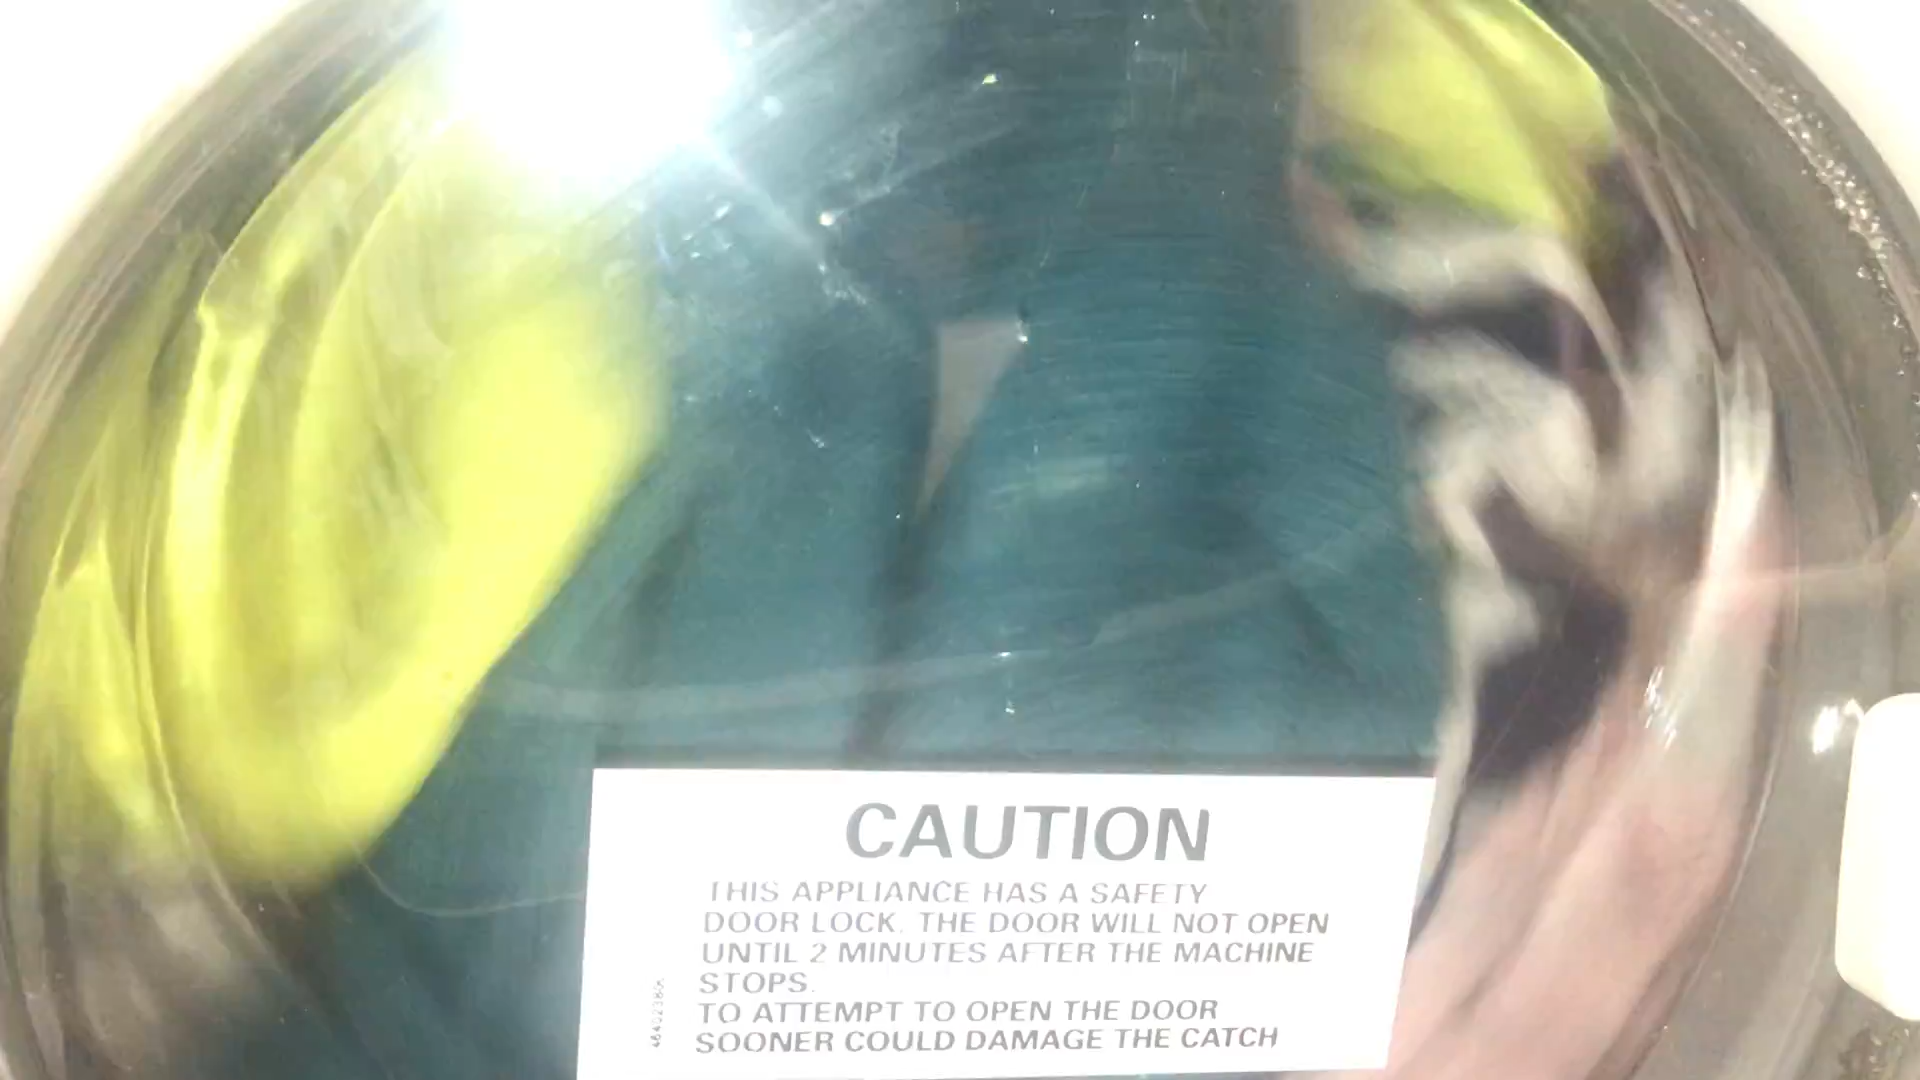 CAUTION
THIS APPLIANCE HAS A SAFETY
DOOR LOCK. THE DOOR WILL NOT OPEN
UNTIL 2 MINUTES AFTER THE MACHINE
STOPS.
TO ATTEMPT TO OPEN THE DOOR
SOONER COULD DAMAGE THE CATCH